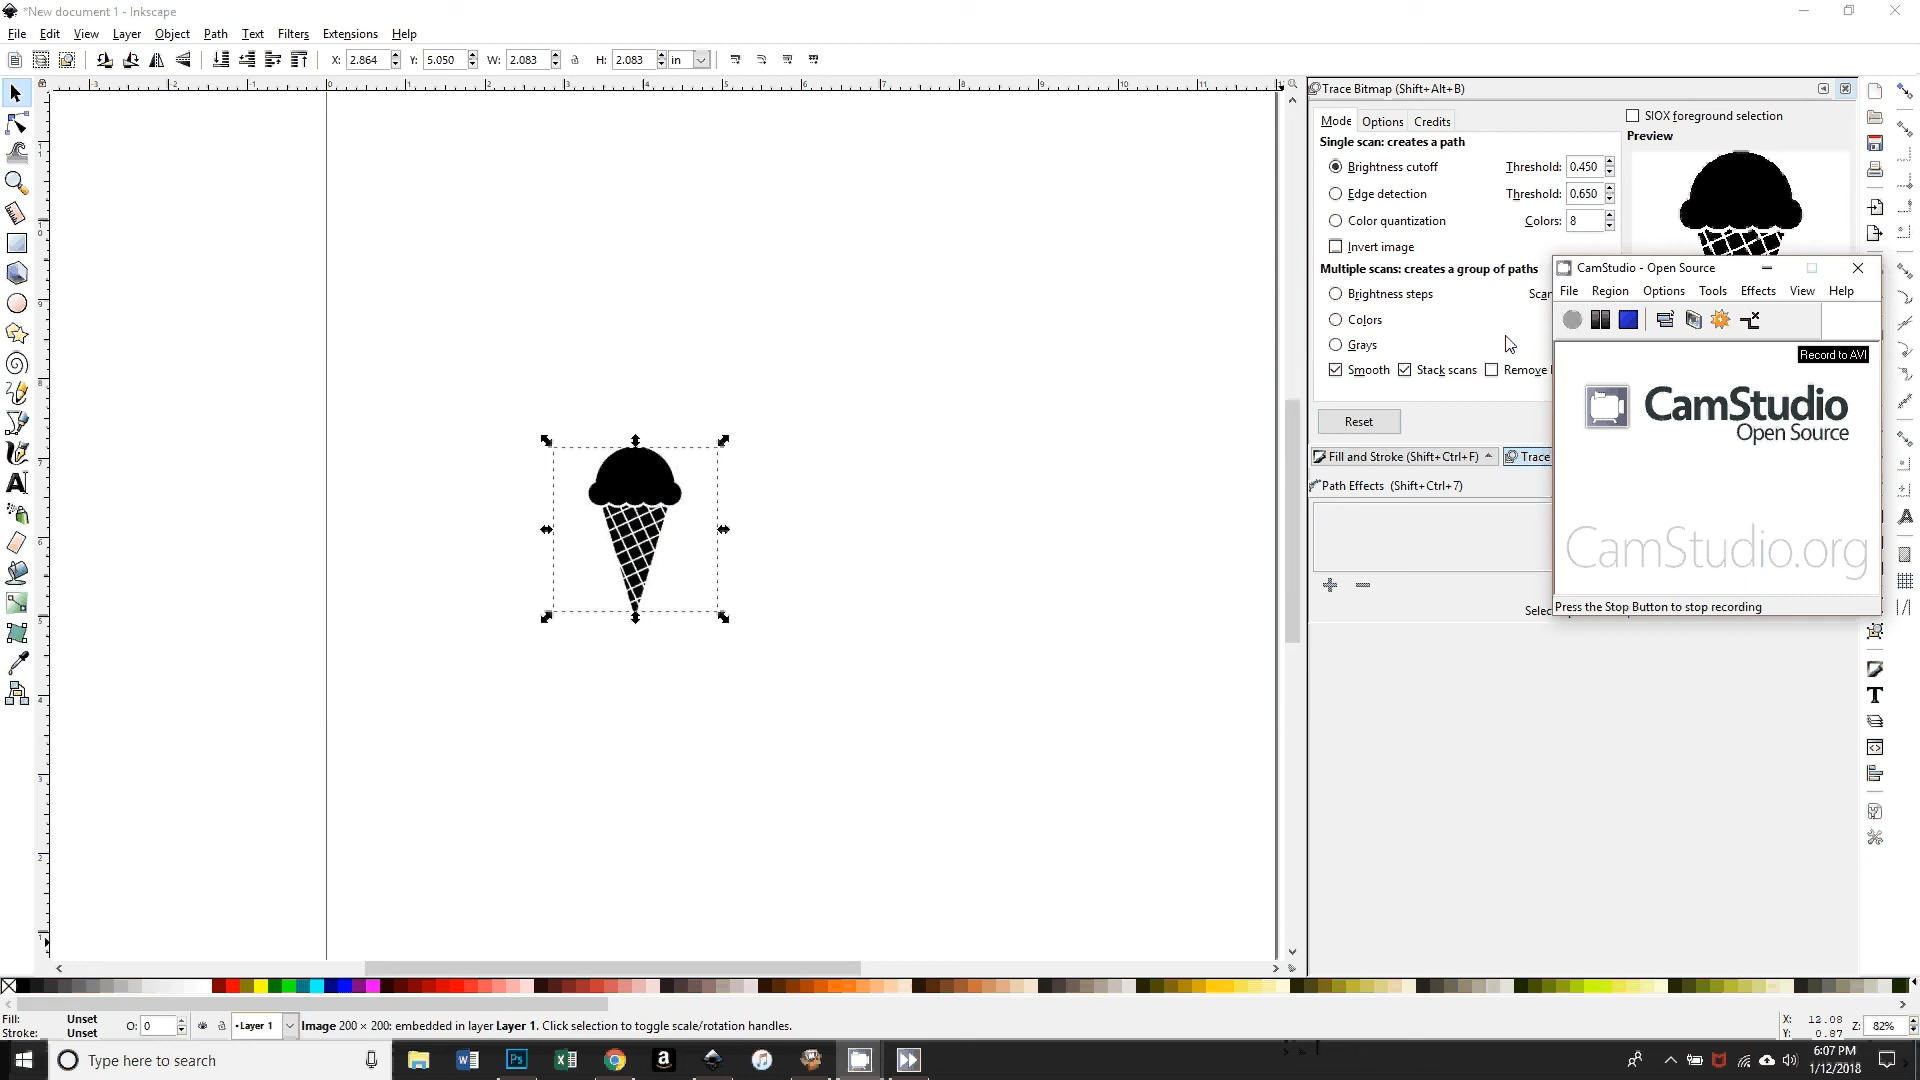 *New document 1 - Inkscape
File Edit View Layer Object Path Text Filters Extensions Help
X: 2.864 Y: 5.050 W: 2.083 H: 2.083 in
Trace Bitmap (Shift+Alt+B)
Mode Options Credits
SIOX foreground selection
Single scan: creates a path
Preview
Brightness cutoff Threshold: 0.450
Edge detection Threshold: 0.650
Color quantization Colors: 8
Invert image
Multiple scans: creates a group of paths
Brightness steps Scan
Colors
Grays
Smooth Stack scans Remove
Reset
Fill and Stroke (Shift+Ctrl+F) Trace
Path Effects (Shift+Ctrl+7)
Selec
CamStudio - Open Source
File Region Options Tools Effects View Help
Record to AVI
CamStudio
Open Source
CamStudio.org
Press the Stop Button to stop recording
Fill: Unset
Stroke: Unset
O: 0
•Layer 1
Image 200 × 200: embedded in layer Layer 1. Click selection to toggle scale/rotation handles.
X: 12.08
Y: 0.87
Z: 82%
Type here to search
6:07 PM
1/12/2018